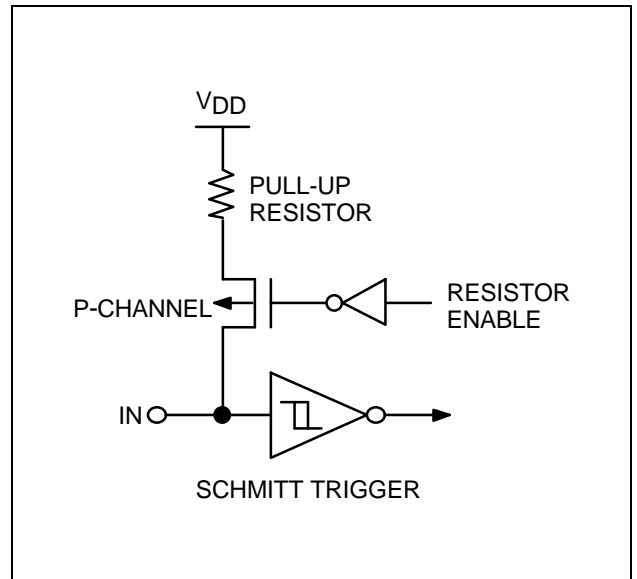 VDD
PULL-UP
RESISTOR
P-CHANNEL
RESISTOR
ENABLE
IN
SCHMITT TRIGGER